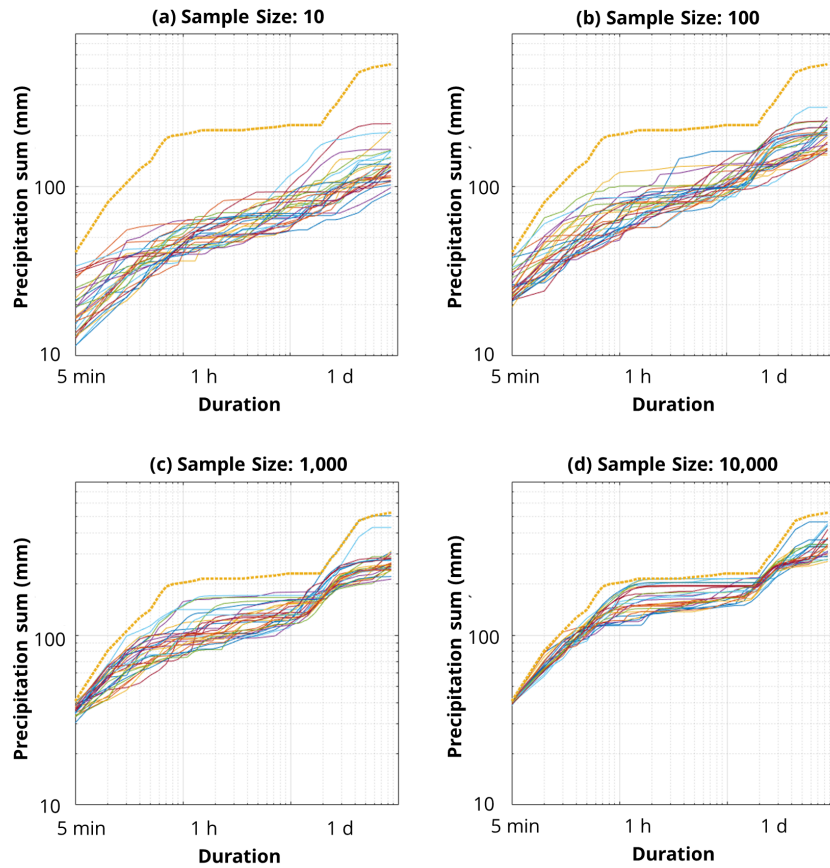 (a) Sample Size: 10
Precipitation sum (mm)
100
10
5 min
1 h
1 d
Duration
(b) Sample Size: 100
Precipitation sum (mm)
100
10
5 min
1 h
1 d
Duration
(c) Sample Size: 1,000
Precipitation sum (mm)
100
10
5 min
1 h
1 d
Duration
(d) Sample Size: 10,000
Precipitation sum (mm)
100
10
5 min
1 h
1 d
Duration